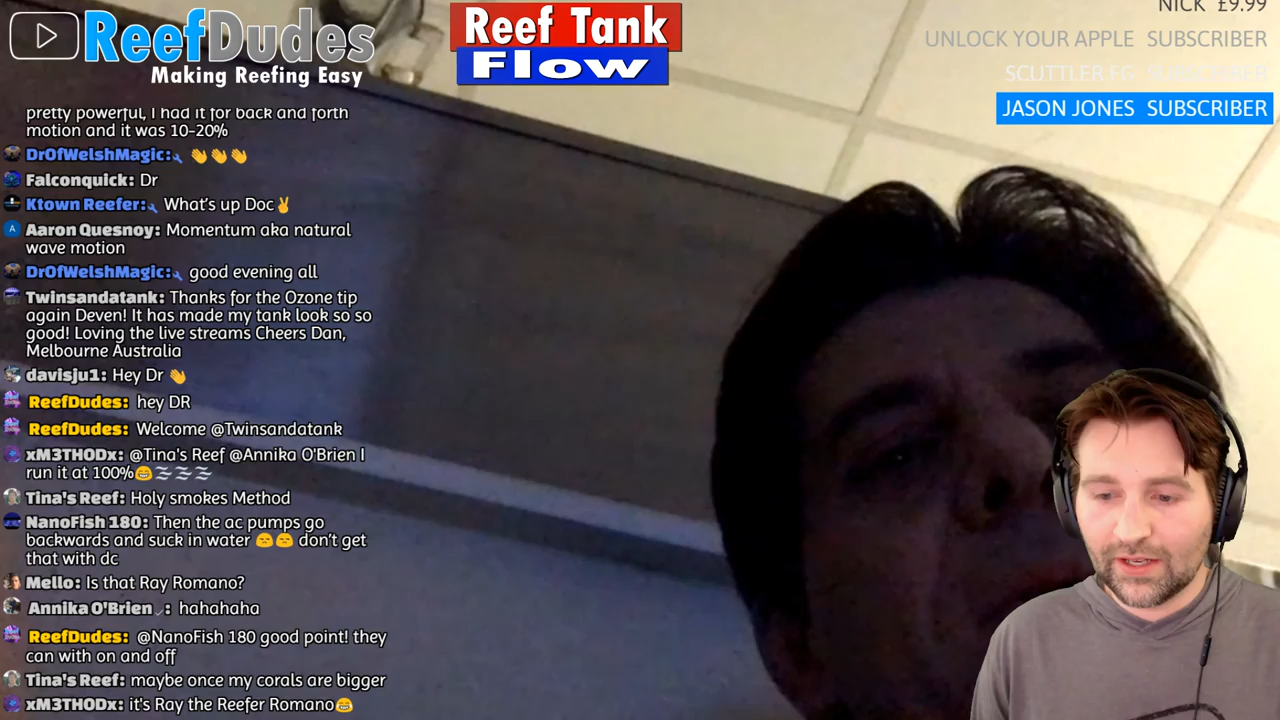 ReefDudes
Making Reefing Easy
Reef Tank
Flow
NICK £9.99
UNLOCK YOUR APPLE SUBSCRIBER
SCUTTLER FG SUBSCRIBER
JASON JONES SUBSCRIBER
pretty powerful, I had it for back and forth
motion and it was 10-20%
DrOfWelshMagic: 👏👏👏
Falconquick: Dr
Ktown Reefer: What's up Doc✌
A Aaron Quesnoy: Momentum aka natural
wave motion
DrOfWelshMagic: good evening all
Twinsandatank: Thanks for the Ozone tip
again Deven! It has made my tank look so so
good! Loving the live streams Cheers Dan,
Melbourne Australia
davisju1: Hey Dr 👋
ReefDudes: hey DR
ReefDudes: Welcome @Twinsandatank
xM3THODx: @Tina's Reef @Annika O'Brien I
run it at 100%😂
Tina's Reef: Holy smokes Method
NanoFish 180: Then the ac pumps go
backwards and suck in water 😒😒 don't get
that with dc
Mello: Is that Ray Romano?
Annika O'Brien : hahahaha
ReefDudes: @NanoFish 180 good point! they
can with on and off
Tina's Reef: maybe once my corals are bigger
xM3THODx: it's Ray the Reefer Romano😂